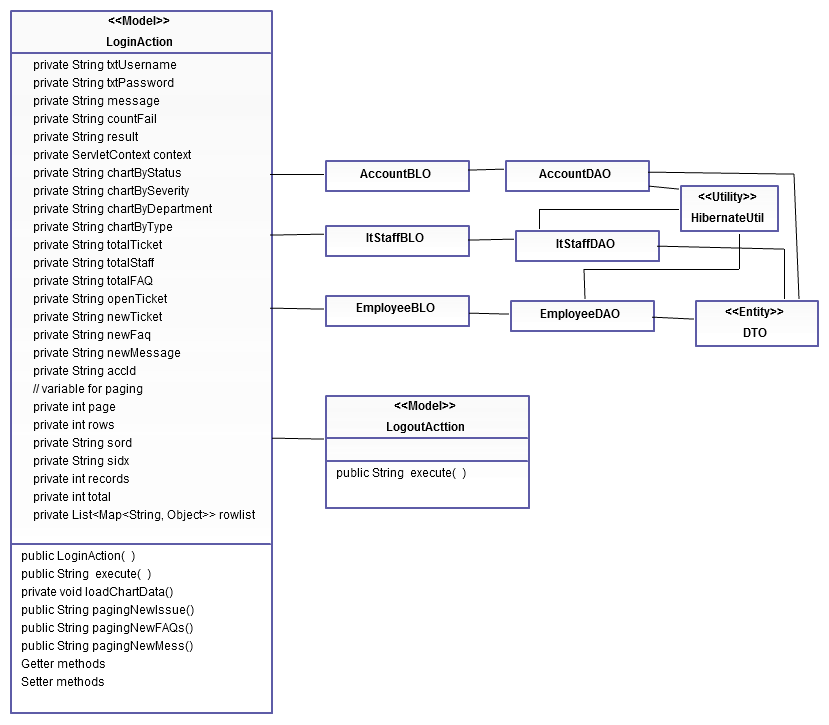 <<Model>>
LoginAction
private String txtUsername
private String txtPassword
private String message
private String countFail
private String result
private ServletContext context
private String chartByStatus
private String chartBySeverity
private String chartByDepartment
private String chartByType
private String totalTicket
private String totalStaff
private String totalFAQ
private String openTicket
private String newTicket
private String newFaq
private String newMessage
private String accId
// variable for paging
private int page
private int rows
private String sord
private String sidx
private int records
private int total
private List<Map<String, Object>> rowlist
public LoginAction( )
public String execute( )
private void loadChartData()
public String pagingNewIssue()
public String pagingNewFAQs()
public String pagingNewMess()
Getter methods
Setter methods
AccountBLO
AccountDAO
<<Utility>>
HibernateUtil
ItStaffBLO
ItStaffDAO
EmployeeBLO
EmployeeDAO
<<Entity>>
DTO
<<Model>>
LogoutActtion
public String execute( )